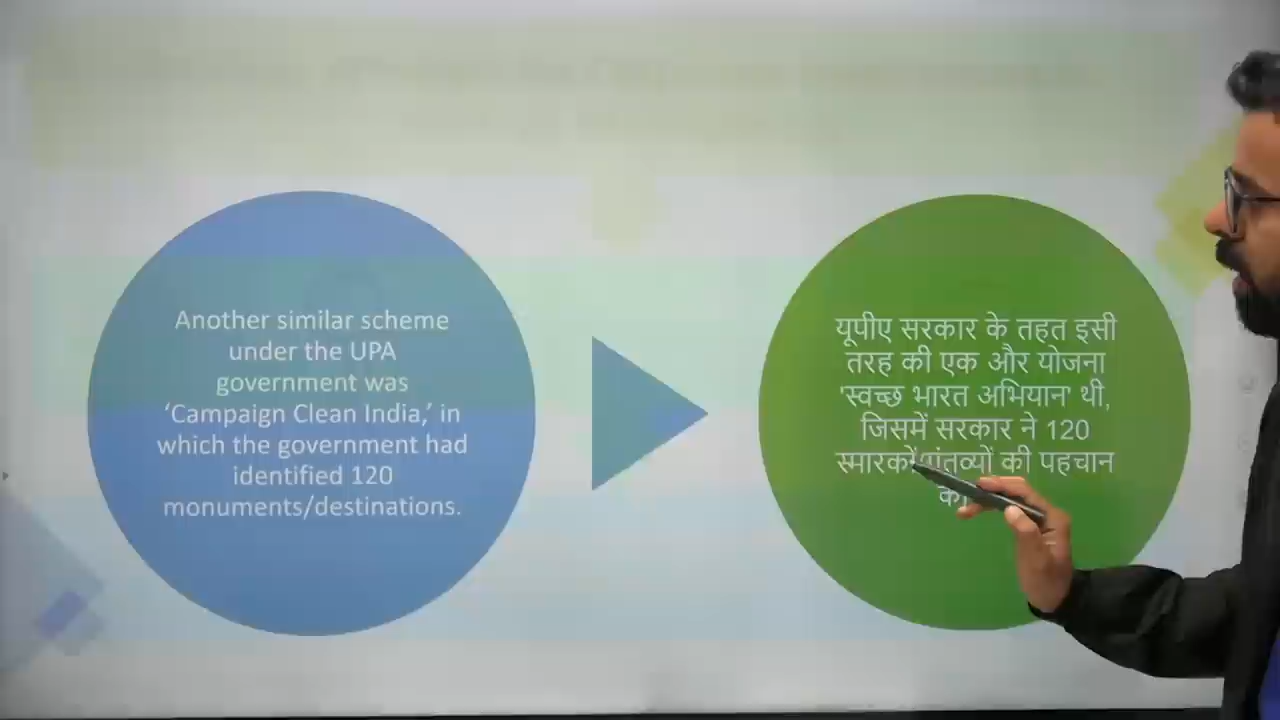 Another similar scheme
under the UPA
government was
‘Campaign Clean India,’ in
which the government had
identified 120
monuments/destinations.
यूपीए सरकार के तहत इसी
तरह की एक और योजना
'स्वच्छ भारत अभियान' थी,
जिसमें सरकार ने 120
की पहचान